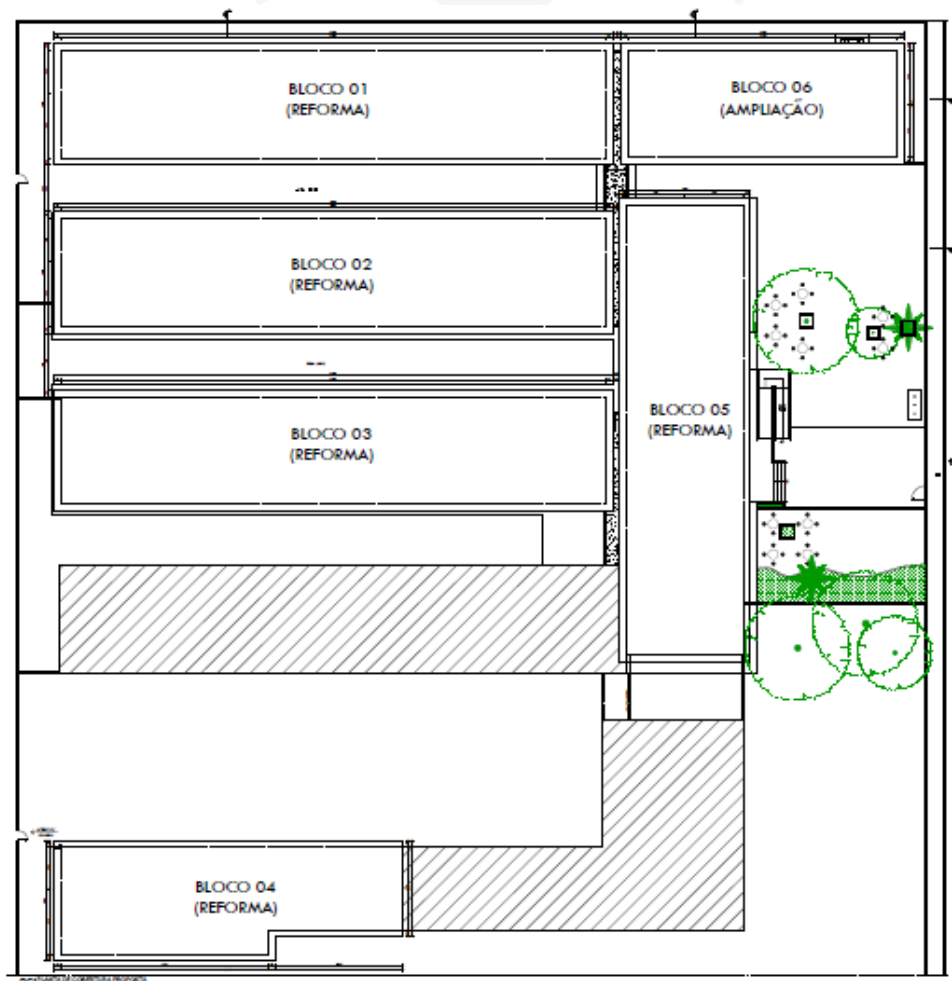 BLOCO 01
(REFORMA)
BLOCO 06
(AMPLIAÇÃO)
BLOCO 02
(REFORMA)
BLOCO 03
(REFORMA)
BLOCO 05
(REFORMA)
BLOCO 04
(REFORMA)